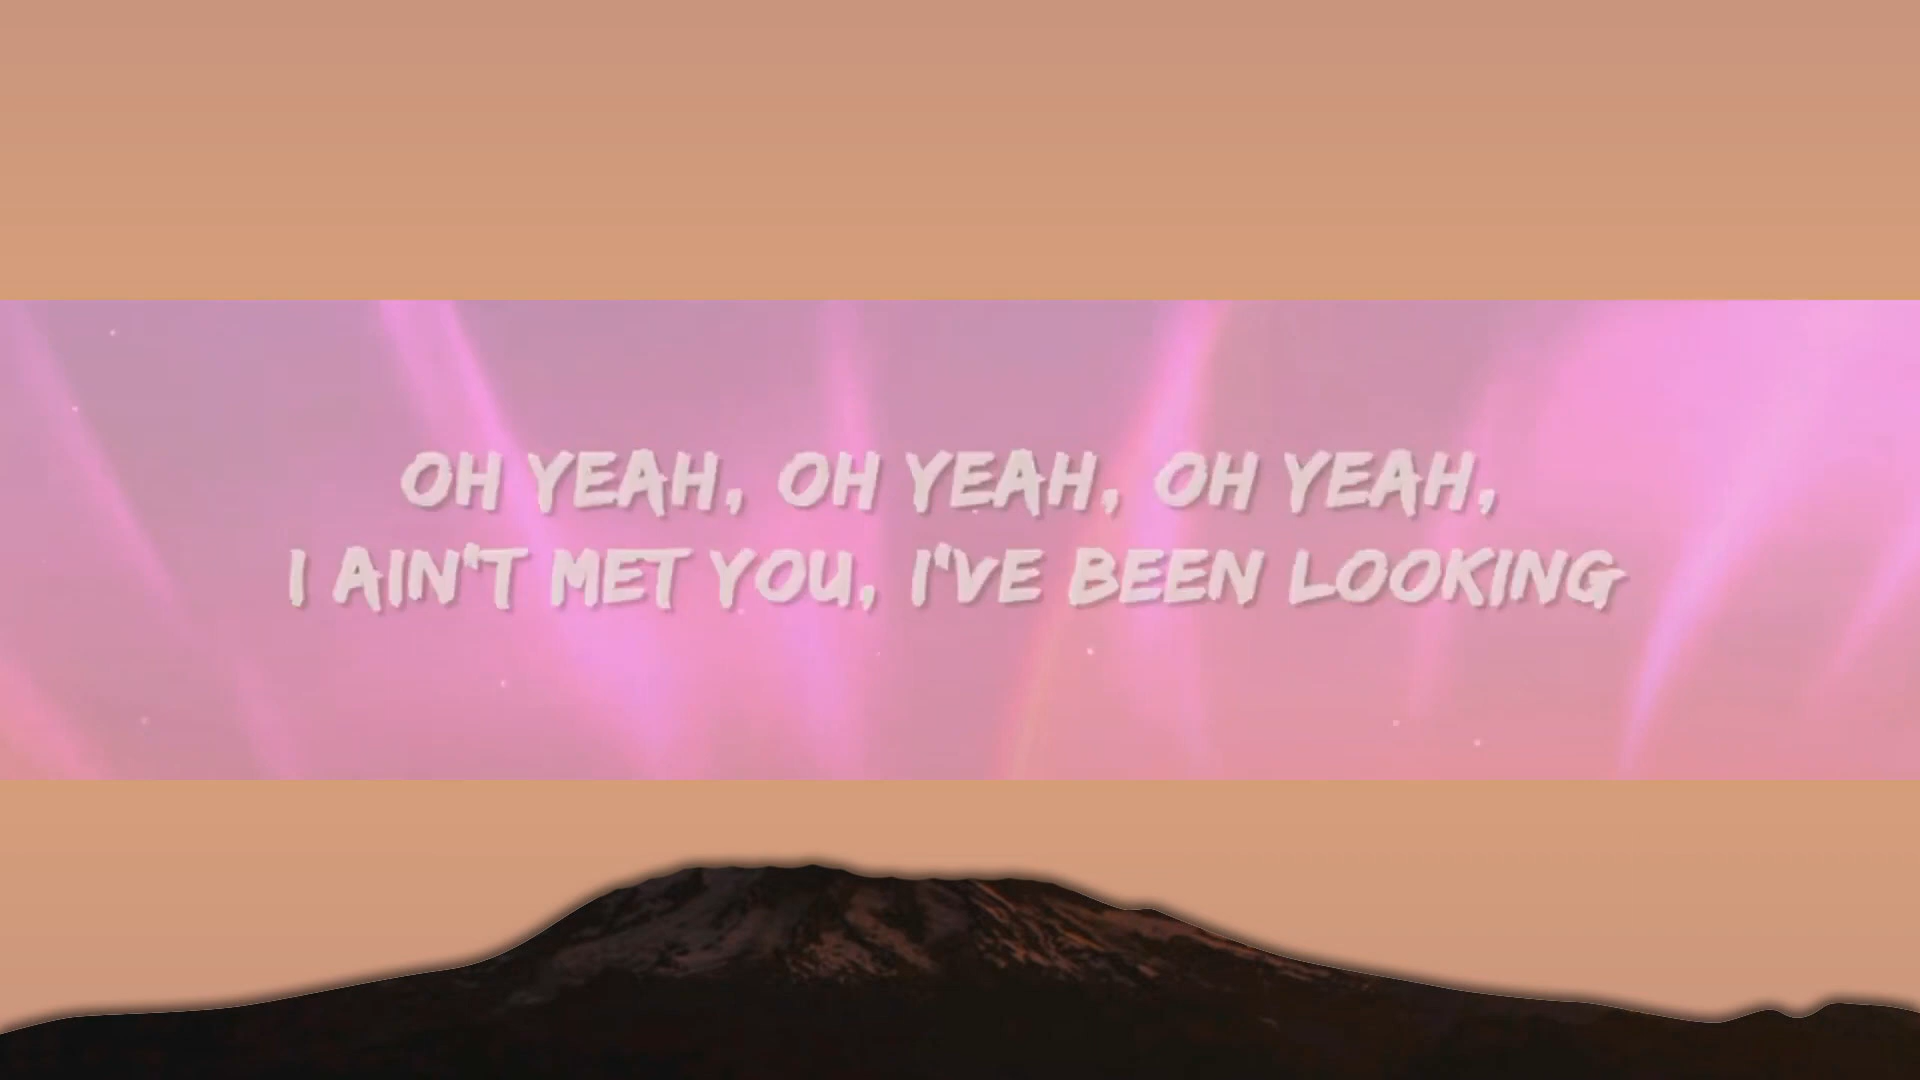 OH YEAH, OH YEAH, OH YEAH,
I AIN'T MET YOU, I'VE BEEN LOOKING